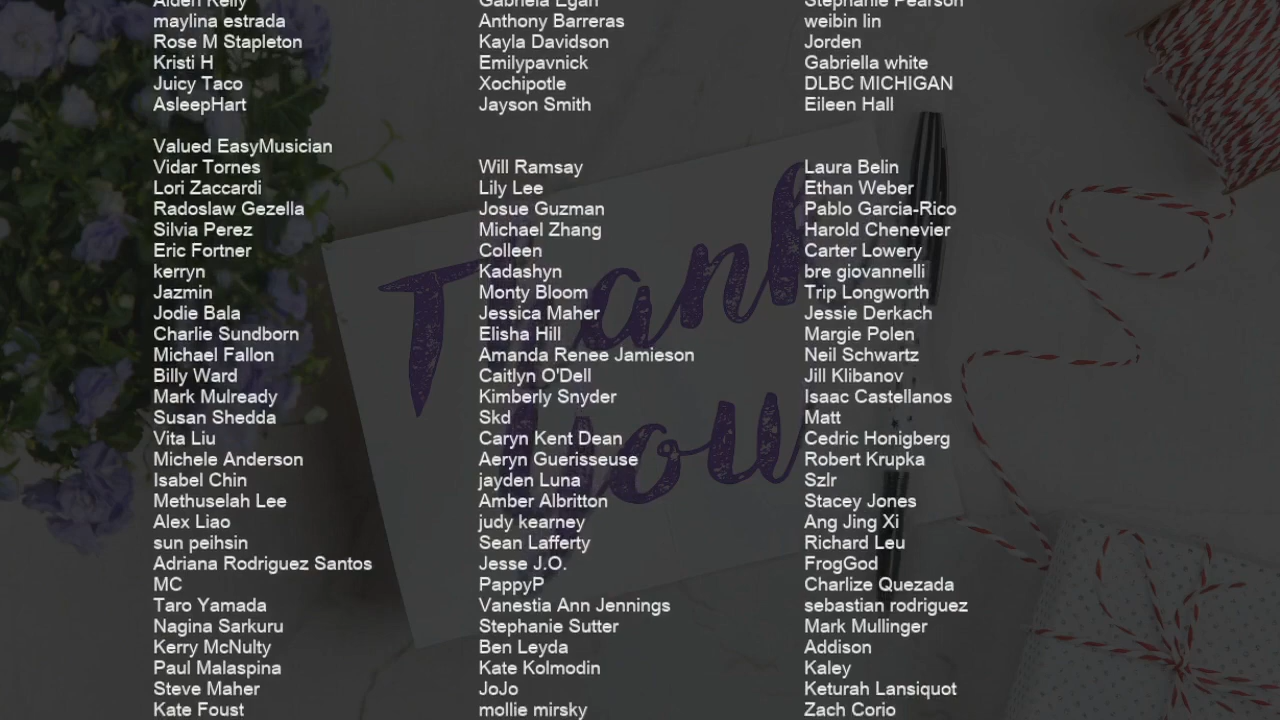 Aiden Kelly
maylina estrada
Rose M Stapleton
Kristi H
Juicy Taco
AsleepHart
Gabriela Egan
Anthony Barreras
Kayla Davidson
Emilypavnick
Xochipotle
Jayson Smith
Stephanie Pearson
weibin lin
Jorden
Gabriella white
DLBC MICHIGAN
Eileen Hall
Valued EasyMusician
Vidar Tornes
Lori Zaccardi
Radoslaw Gezella
Silvia Perez
Eric Fortner
kerryn
Jazmin
Jodie Bala
Charlie Sundborn
Michael Fallon
Billy Ward
Mark Mulready
Susan Shedda
Vita Liu
Michele Anderson
Isabel Chin
Methuselah Lee
Alex Liao
sun peihsin
Adriana Rodriguez Santos
MC
Taro Yamada
Nagina Sarkuru
Kerry McNulty
Paul Malaspina
Steve Maher
Kate Foust
Will Ramsay
Lily Lee
Josue Guzman
Michael Zhang
Colleen
Kadashyn
Monty Bloom
Jessica Maher
Elisha Hill
Amanda Renee Jamieson
Caitlyn O'Dell
Kimberly Snyder
Skd
Caryn Kent Dean
Aeryn Guerisseuse
jayden Luna
Amber Albritton
judy kearney
Sean Lafferty
Jesse J.O.
PappyP
Vanestia Ann Jennings
Stephanie Sutter
Ben Leyda
Kate Kolmodin
JoJo
mollie mirsky
Laura Belin
Ethan Weber
Pablo Garcia-Rico
Harold Chenevier
Carter Lowery
bre giovannelli
Trip Longworth
Jessie Derkach
Margie Polen
Neil Schwartz
Jill Klibanov
Isaac Castellanos
Matt
Cedric Honigberg
Robert Krupka
Szlr
Stacey Jones
Ang Jing Xi
Richard Leu
FrogGod
Charlize Quezada
sebastian rodriguez
Mark Mullinger
Addison
Kaley
Keturah Lansiquot
Zach Corio
Thank
you